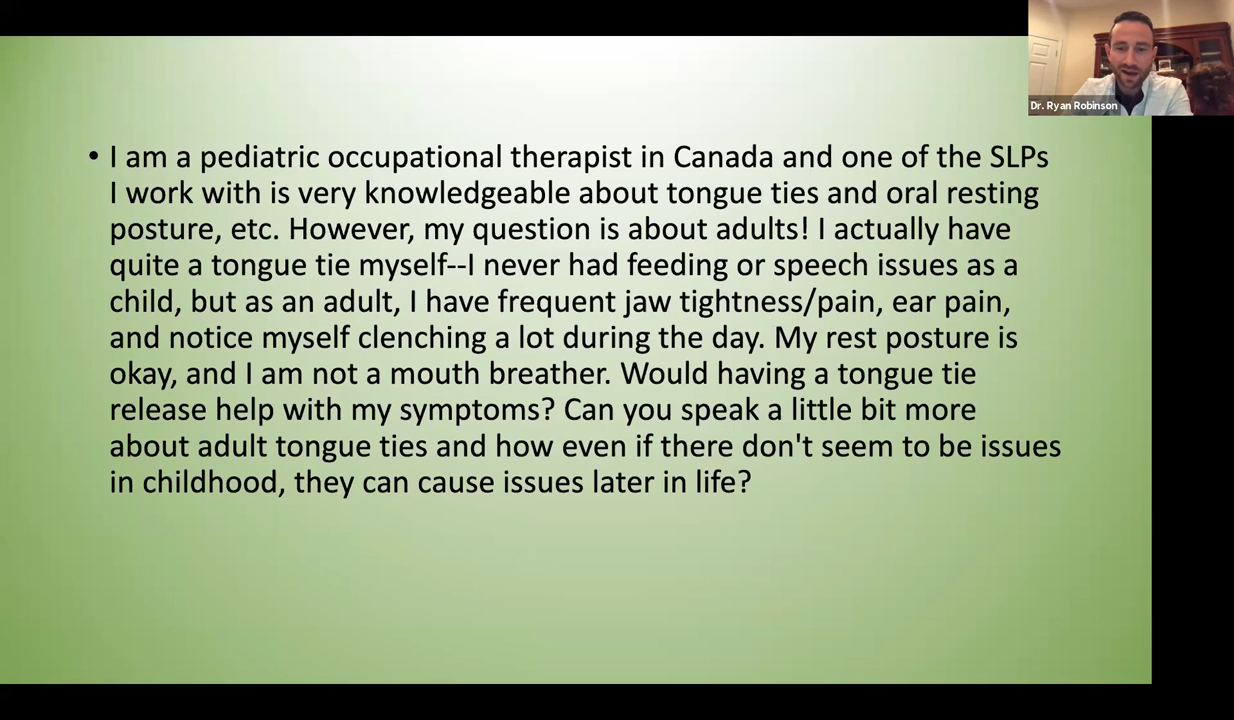 Dr. Ryan Robinson
• I am a pediatric occupational therapist in Canada and one of the SLPs
I work with is very knowledgeable about tongue ties and oral resting
posture, etc. However, my question is about adults! I actually have
quite a tongue tie myself--I never had feeding or speech issues as a
child, but as an adult, I have frequent jaw tightness/pain, ear pain,
and notice myself clenching a lot during the day. My rest posture is
okay, and I am not a mouth breather. Would having a tongue tie
release help with my symptoms? Can you speak a little bit more
about adult tongue ties and how even if there don't seem to be issues
in childhood, they can cause issues later in life?